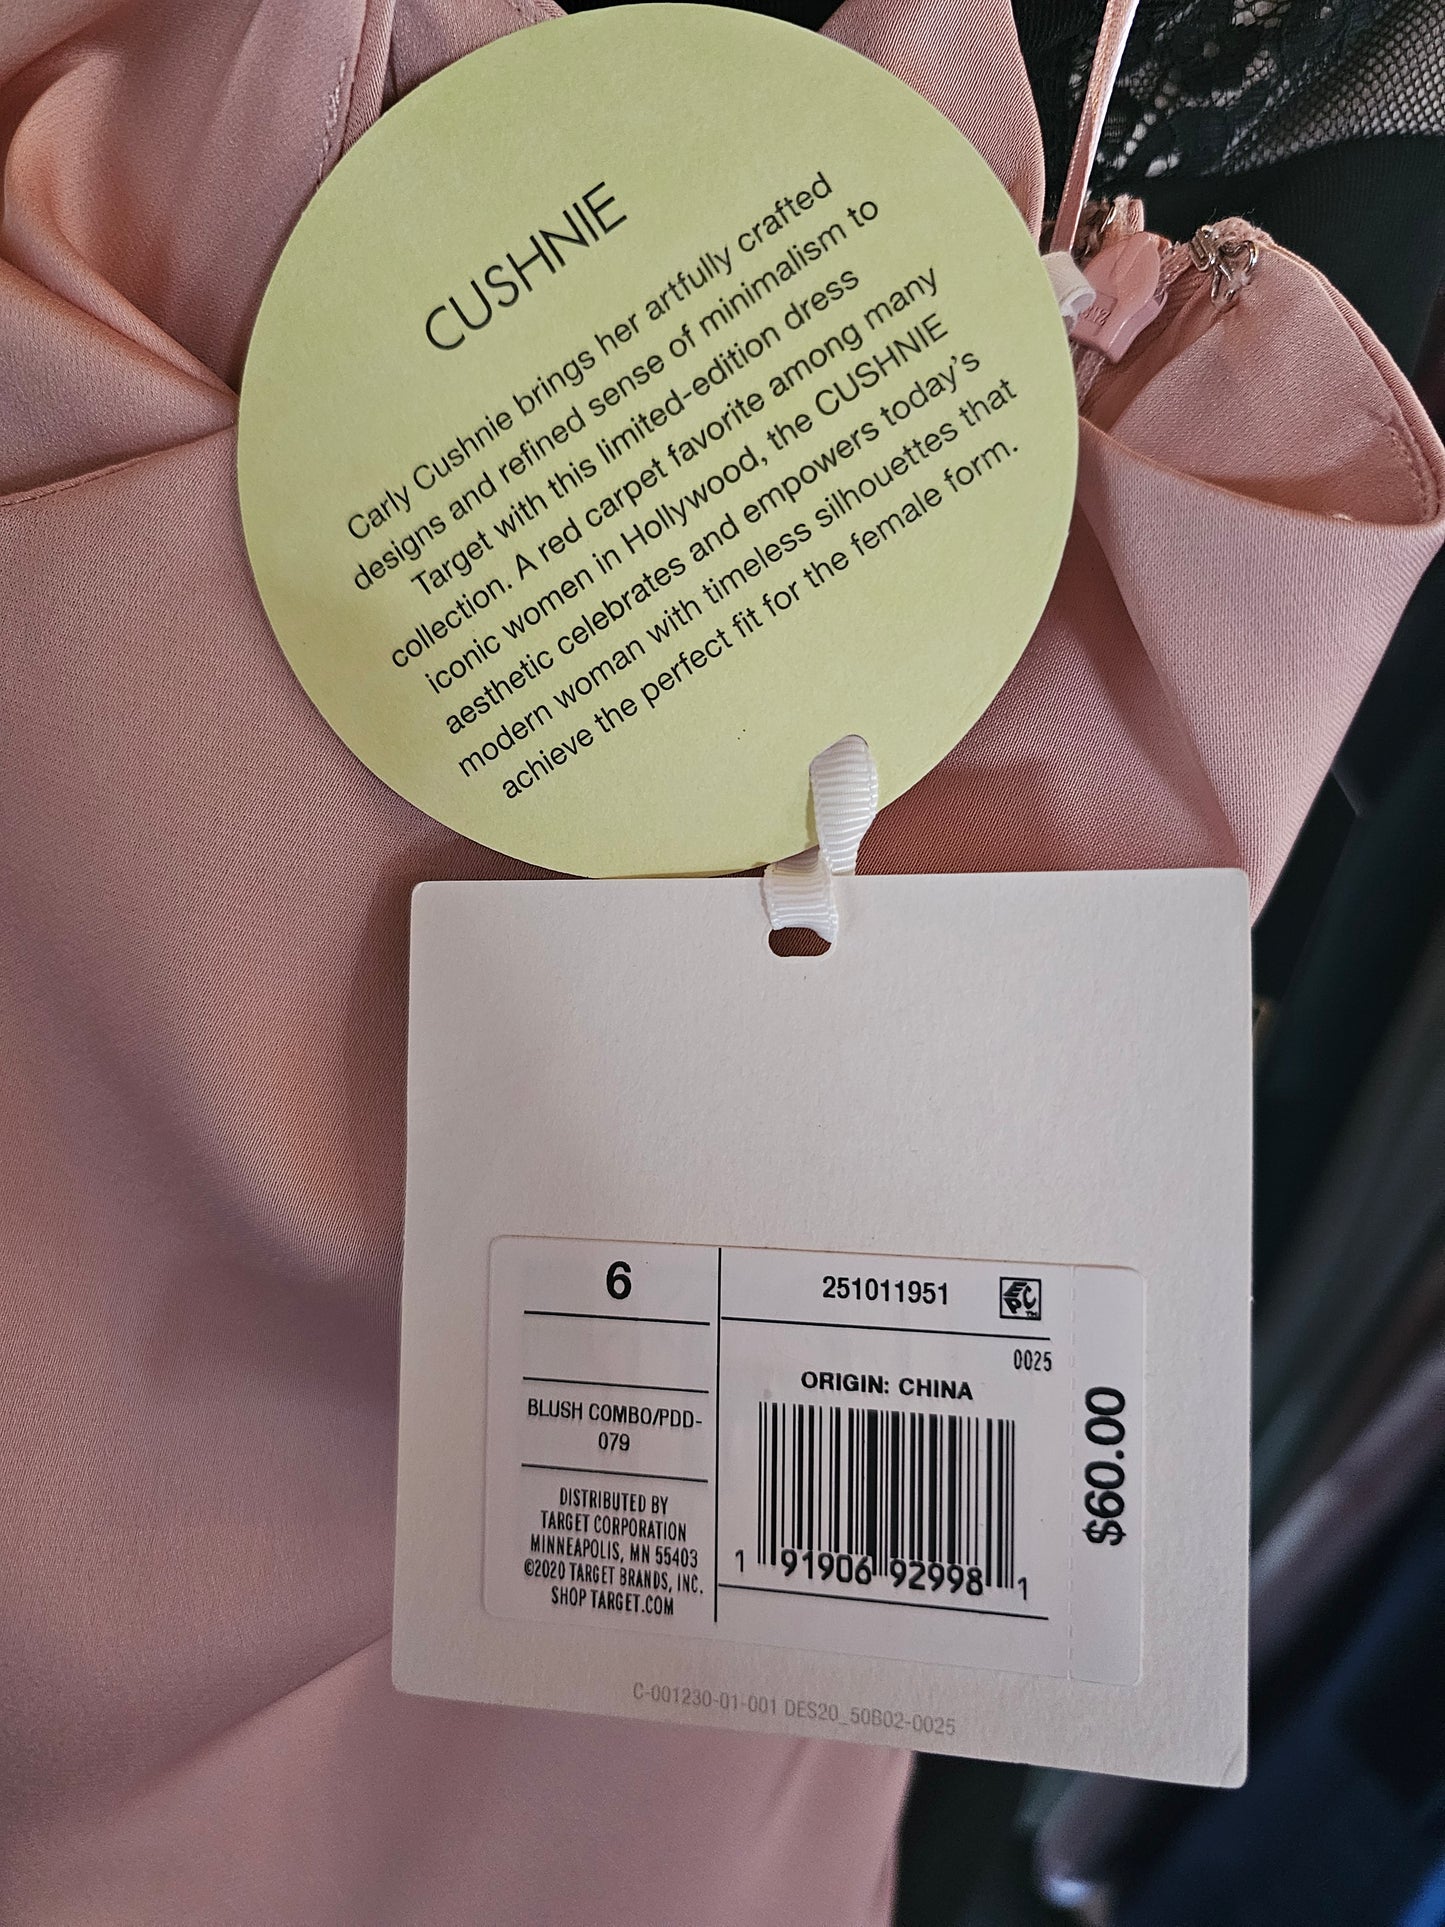 CUSHNIE
Carly Cushnie brings her artfully crafted
designs and refined sense of minimalism to
Target with this limited-edition dress
collection. A red carpet favorite among many
iconic women in Hollywood, the CUSHNIE
aesthetic celebrates and empowers today's
modern woman with timeless silhouettes that
achieve the perfect fit for the female form.
6
BLUSH COMBO/PDD-
079
DISTRIBUTED BY
TARGET CORPORATION
MINNEAPOLIS, MN 55403
©2020 TARGET BRANDS, INC.
SHOP TARGET.COM
251011951
EPC™
0025
ORIGIN: CHINA
1 91906 92998 1
$60.00
C-001230-01-001 DES20_50B02-0025